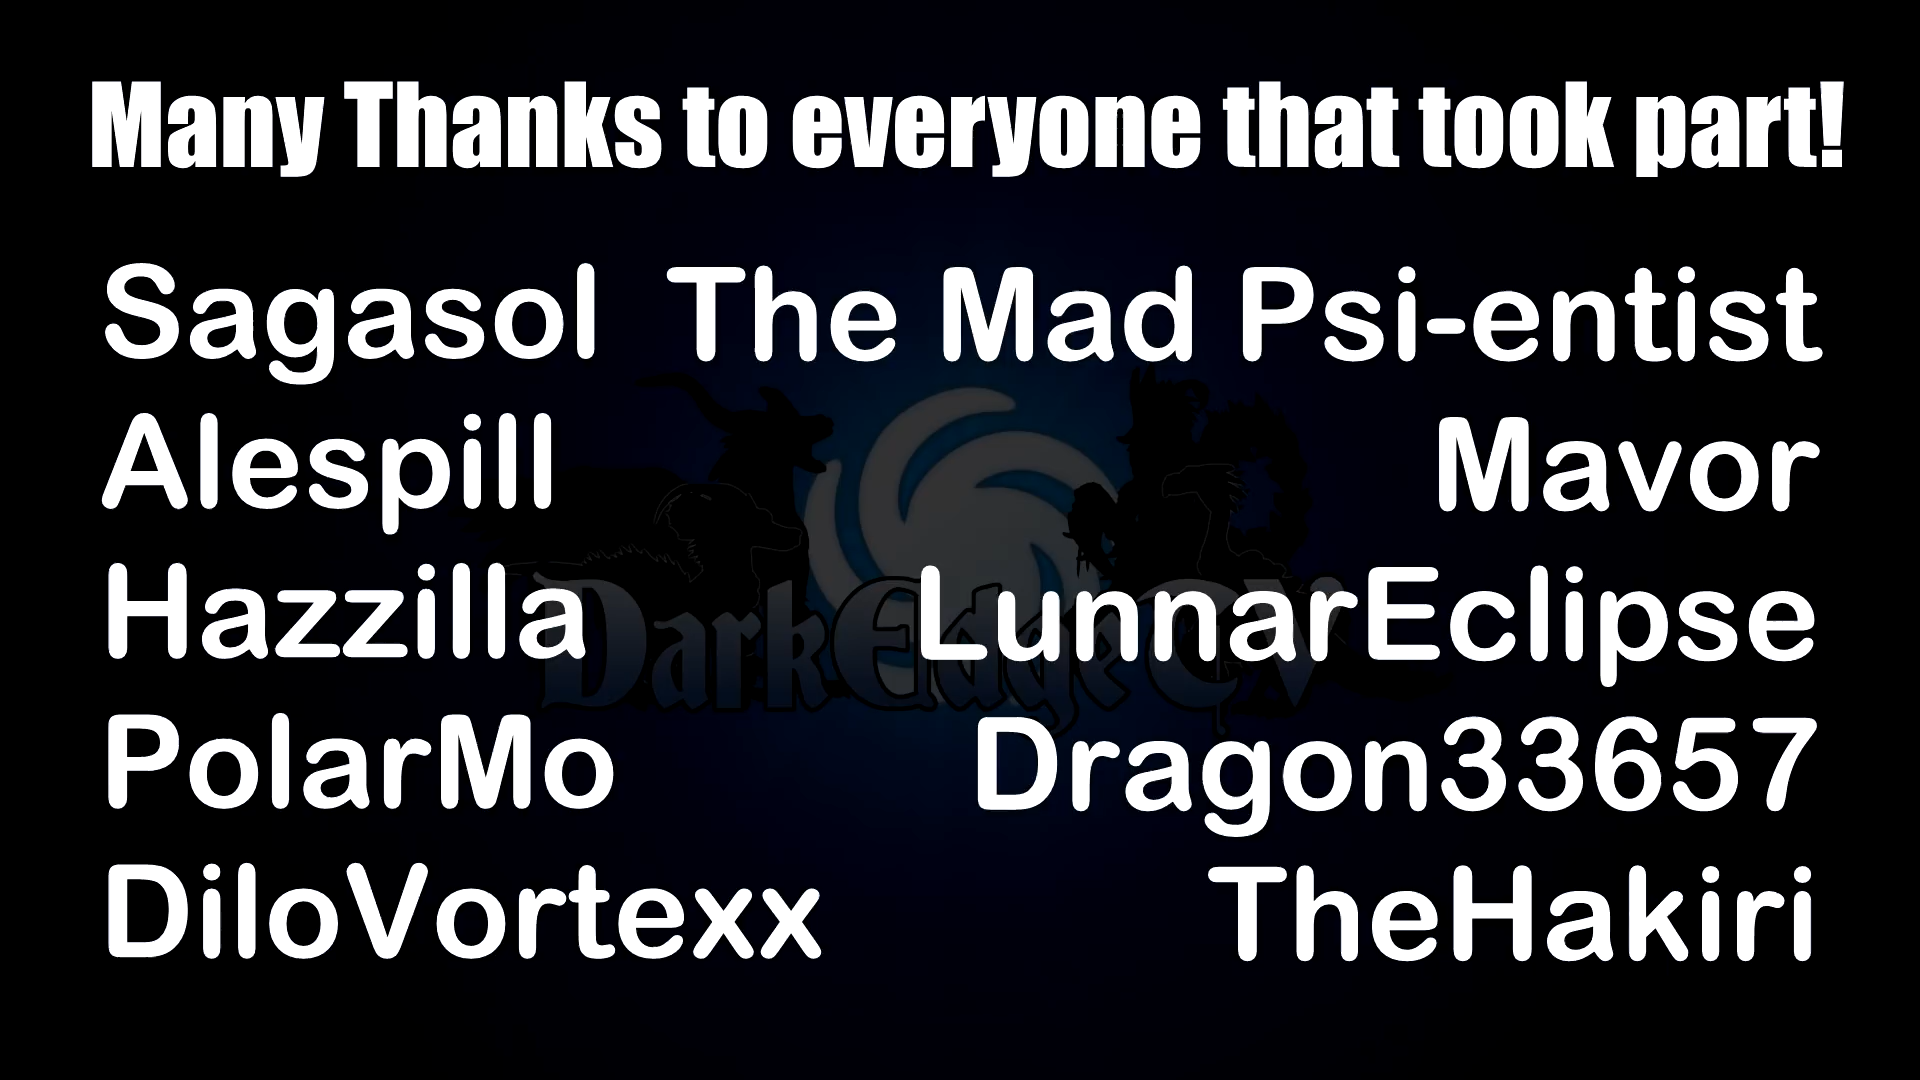 Many Thanks to everyone that took part!
Sagasol The Mad Psi-entist
Alespill Mavor
Hazzilla LunnarEclipse
PolarMo Dragon33657
DiloVortexx TheHakiri
DarkEdgeTV